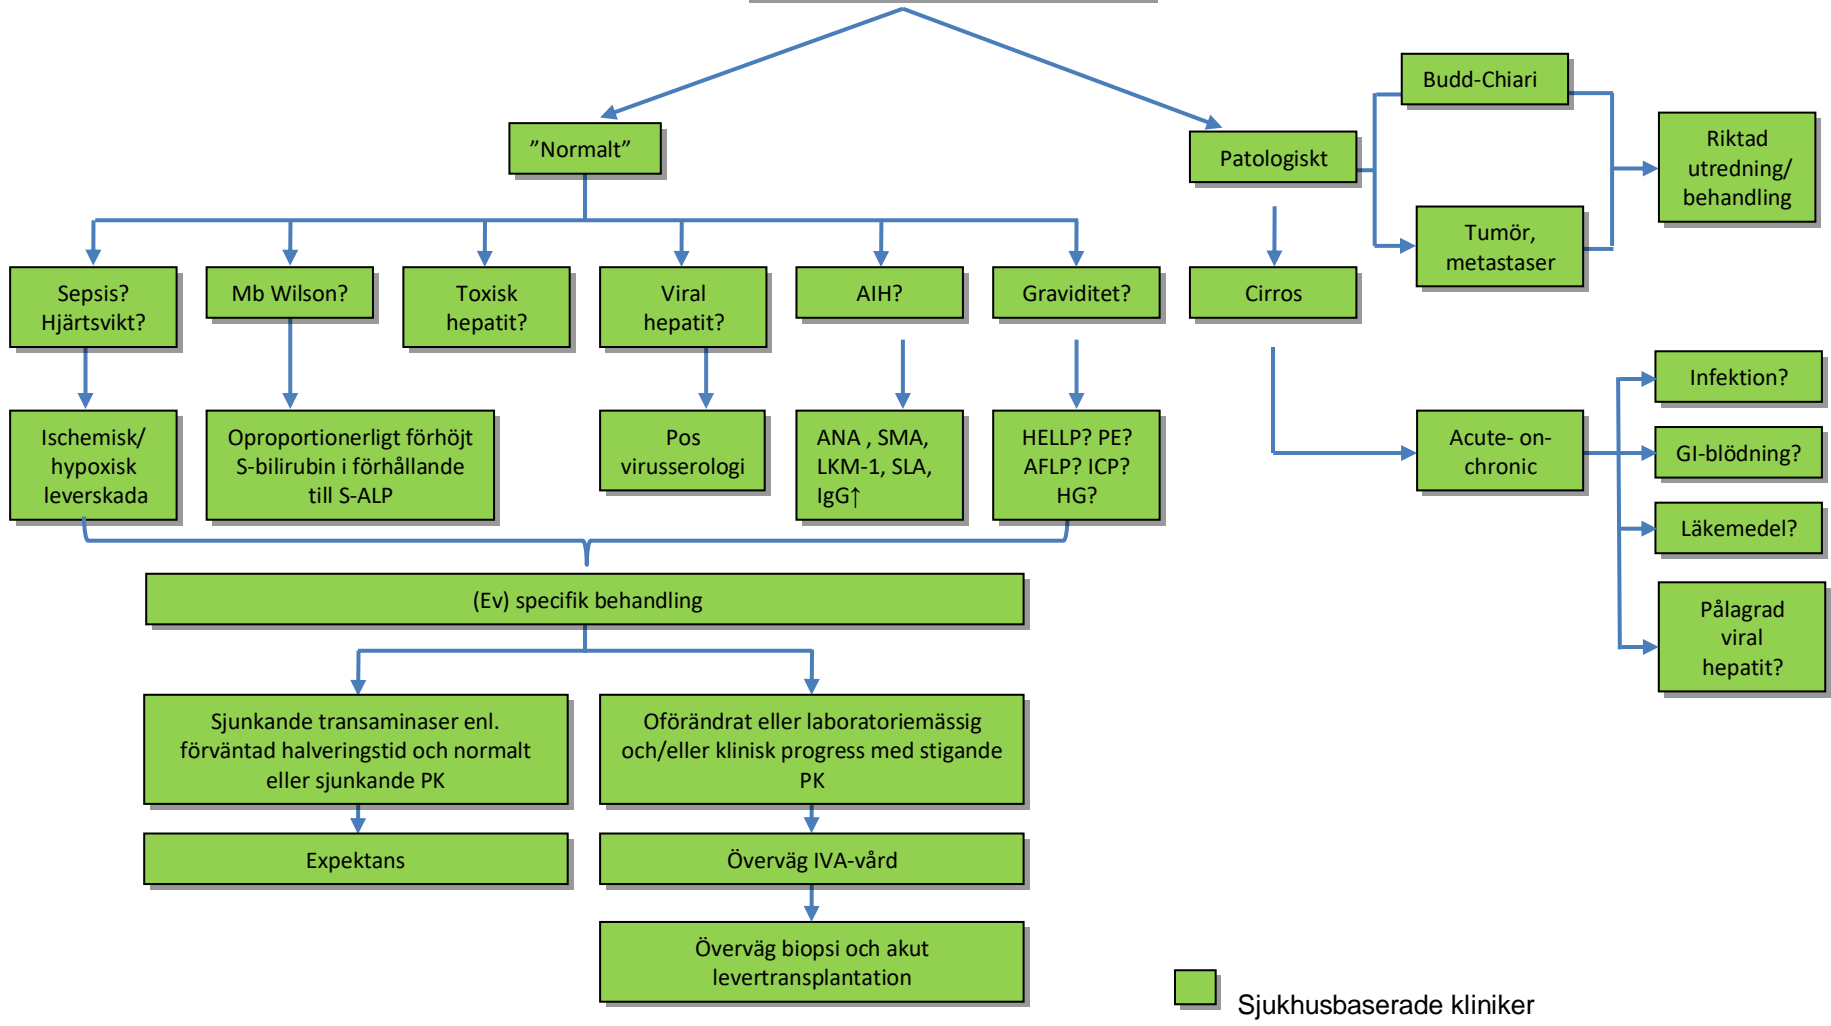 ”Normalt”
Patologiskt
Budd-Chiari
Tumör,
metastaser
Riktad
utredning/
behandling
Sepsis?
Hjärtsvikt?
Mb Wilson?
Toxisk
hepatit?
Viral
hepatit?
AIH?
Graviditet?
Cirros
Ischemisk/
hypoxisk
leverskada
Oproportionerligt förhöjt
S-bilirubin i förhållande
till S-ALP
Pos
virusserologi
ANA , SMA,
LKM-1, SLA,
IgG↑
HELLP? PE?
AFLP? ICP?
HG?
Acute- on-
chronic
Infektion?
GI-blödning?
Läkemedel?
Pålagrad
viral
hepatit?
(Ev) specifik behandling
Sjunkande transaminaser enl.
förväntad halveringstid och normalt
eller sjunkande PK
Oförändrat eller laboratoriemässig
och/eller klinisk progress med stigande
PK
Expektans
Överväg IVA-vård
Överväg biopsi och akut
levertransplantation
Sjukhusbaserade kliniker